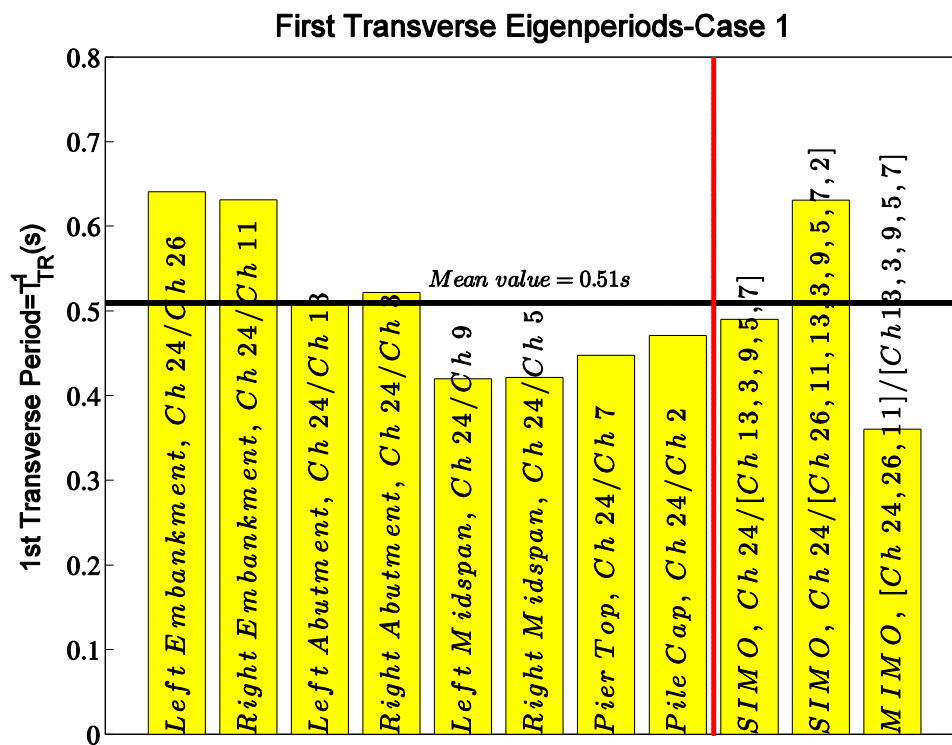 First Transverse Eigenperiods-Case 1
1st Transverse Period=T^1_TR(s)
0.8
0.7
0.6
0.5
0.4
0.3
0.2
0.1
0
Mean value = 0.51s
Left Embankment, Ch 24/Ch 26
Right Embankment, Ch 24/Ch 11
Left Abutment, Ch 24/Ch 13
Right Abutment, Ch 24/Ch 3
Left Midspan, Ch 24/Ch 9
Right Midspan, Ch 24/Ch 5
Pier Top, Ch 24/Ch 7
Pile Cap, Ch 24/Ch 2
SIMO, Ch 24/[Ch 13,3,9,5,7]
SIMO, Ch 24/[Ch 26,11,13,3,9,5,7,2]
MIMO, [Ch 24,26,11]/[Ch13,3,9,5,7]